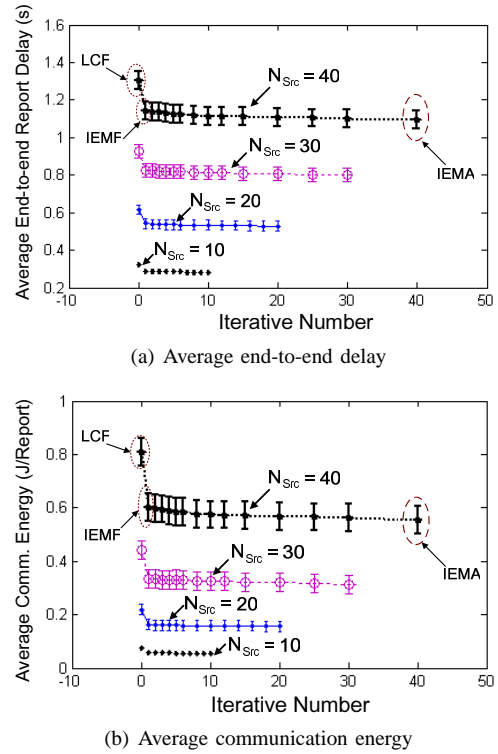 Average End-to-end Report Delay (s)
1.6
1.4
1.2
1
0.8
0.6
0.4
0.2
LCF
IEMF
N_Src = 40
IEMA
N_Src = 30
N_Src = 20
N_Src = 10
-10 0 10 20 30 40 50
Iterative Number
(a) Average end-to-end delay
Average Comm. Energy (J/Report)
1
0.8
0.6
0.4
0.2
0
LCF
IEMF
N_Src = 40
IEMA
N_Src = 30
N_Src = 20
N_Src = 10
-10 0 10 20 30 40 50
Iterative Number
(b) Average communication energy